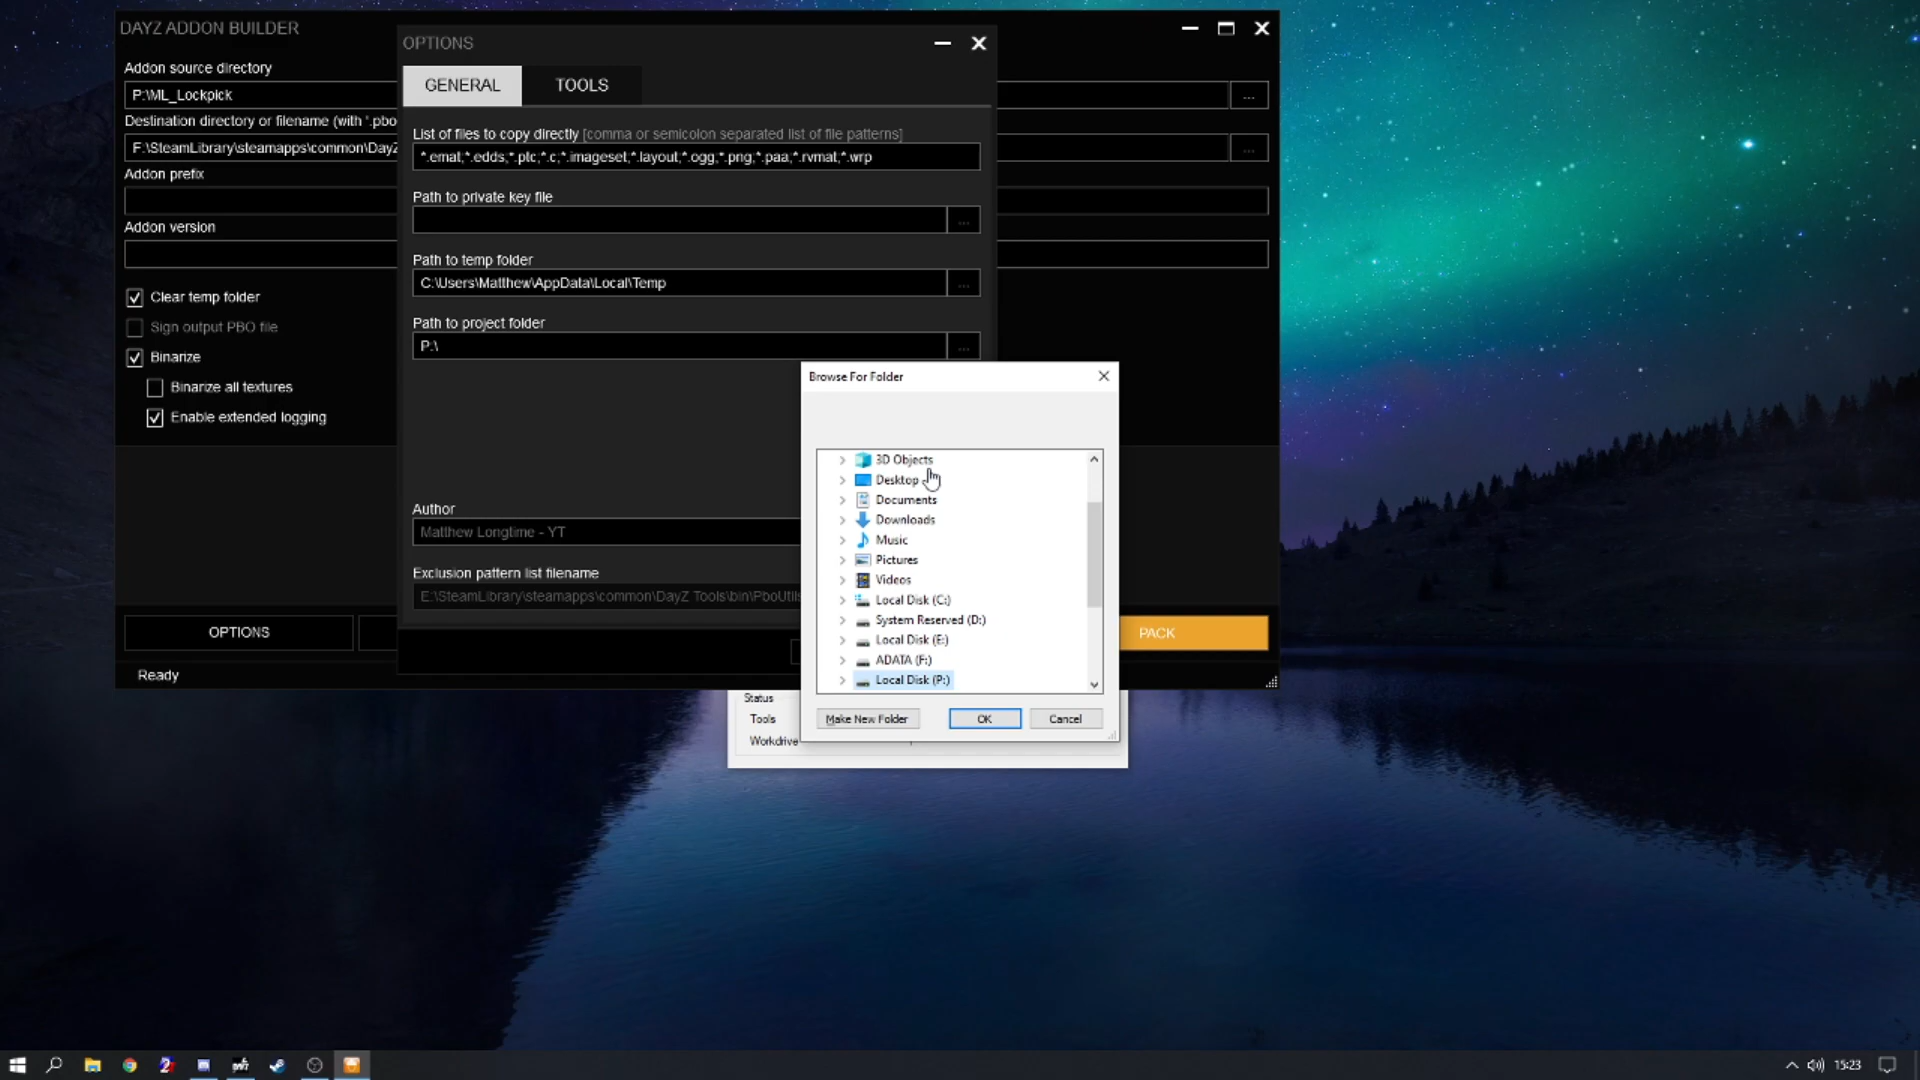 DAYZ ADDON BUILDER
Addon source directory
P:\ML_Lockpick
...
Destination directory or filename (with '.pbo
F:\SteamLibrary\steamapps\common\DayZ
...
Addon prefix
Addon version
Clear temp folder
Sign output PBO file
Binarize
Binarize all textures
Enable extended logging
OPTIONS
PACK
Ready
OPTIONS
GENERAL
TOOLS
List of files to copy directly [comma or semicolon separated list of file patterns]
*.emat;*.edds;*.ptc;*.c;*.imageset;*.layout;*.ogg;*.png;*.paa;*.rvmat;*.wrp
Path to private key file
...
Path to temp folder
C:\Users\Matthew\AppData\Local\Temp
...
Path to project folder
P:\
...
Author
Matthew Longtime - YT
Exclusion pattern list filename
E:\SteamLibrary\steamapps\common\DayZ Tools\bin\PboUtils
Browse For Folder
3D Objects
Desktop
Documents
Downloads
Music
Pictures
Videos
Local Disk (C:)
System Reserved (D:)
Local Disk (E:)
ADATA (F:)
Local Disk (P:)
Make New Folder
OK
Cancel
Status
Tools
Workdrive
15:23